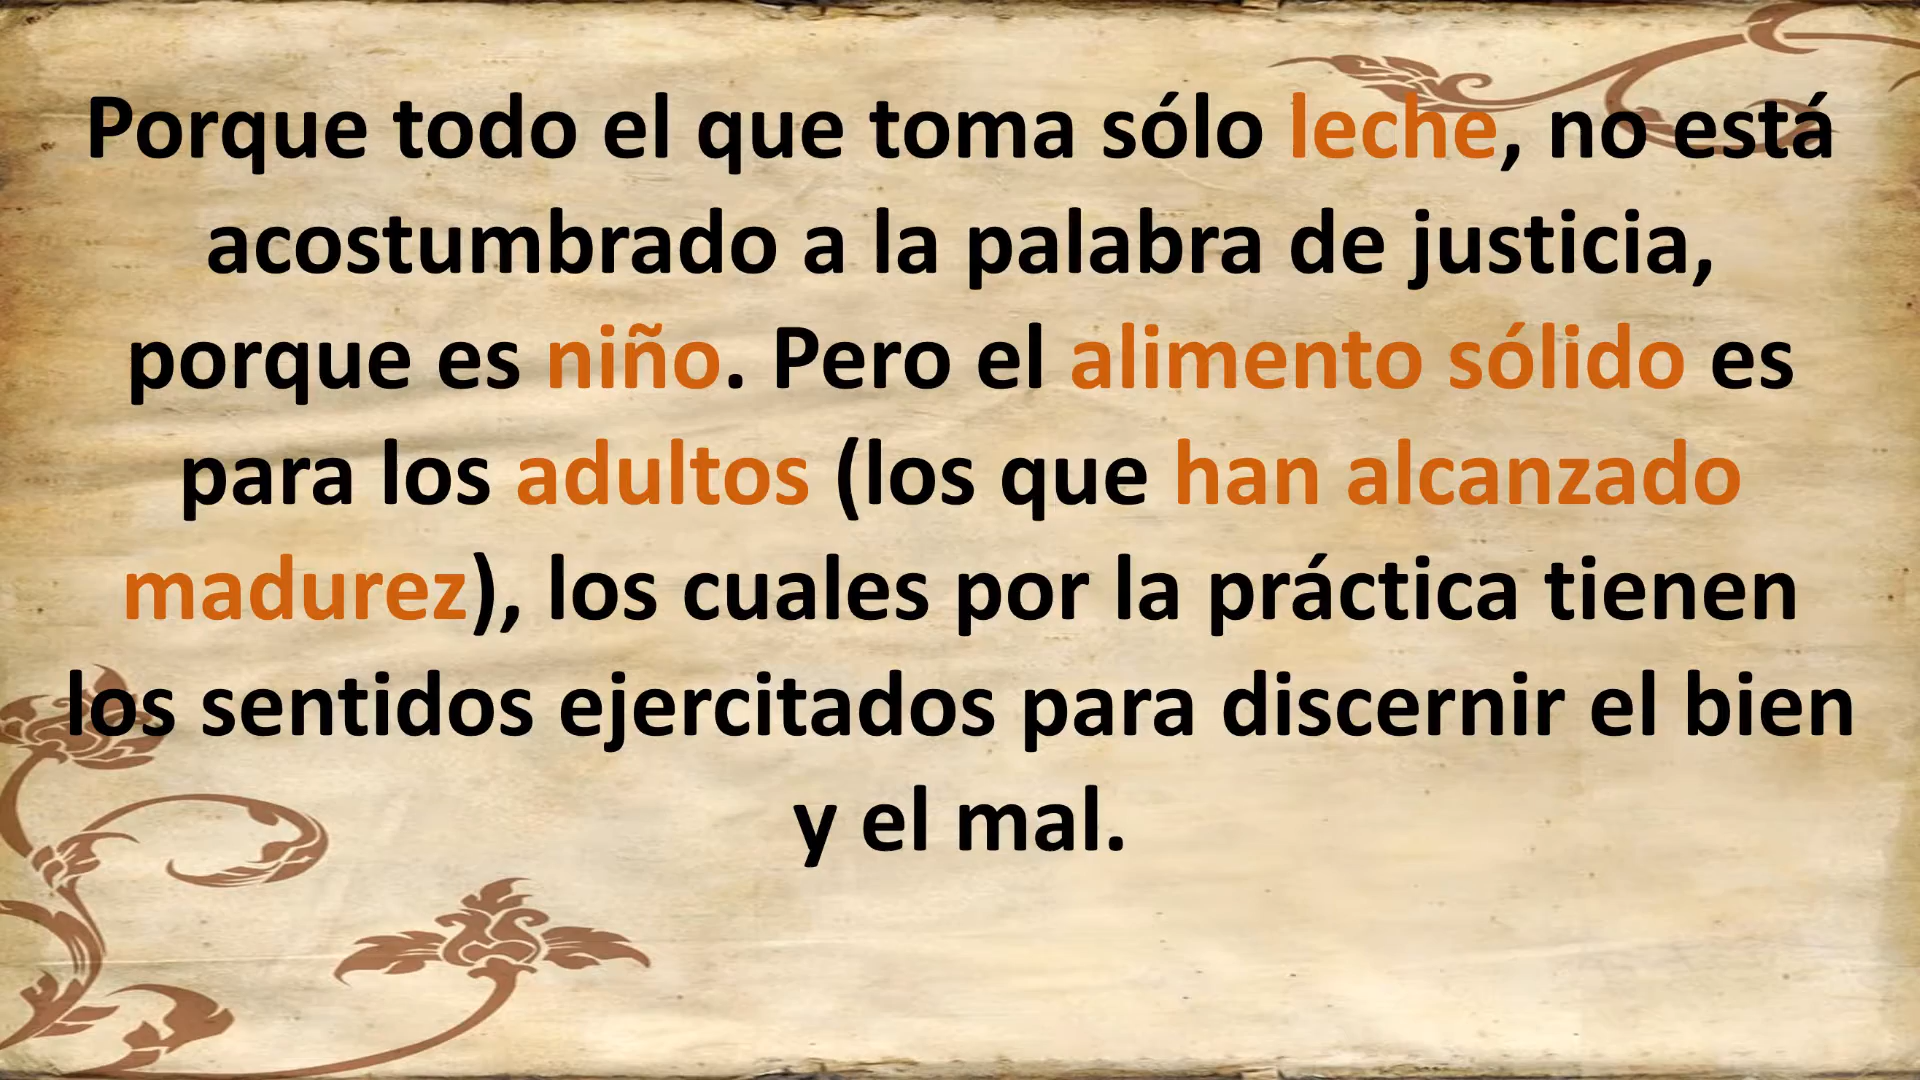 Porque todo el que toma sólo leche, no está
acostumbrado a la palabra de justicia,
porque es niño. Pero el alimento sólido es
para los adultos (los que han alcanzado
madurez), los cuales por la práctica tienen
los sentidos ejercitados para discernir el bien
y el mal.